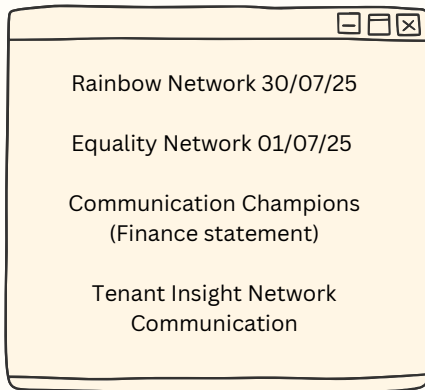 Rainbow Network 30/07/25
Equality Network 01/07/25
Communication Champions
(Finance statement)
Tenant Insight Network
Communication